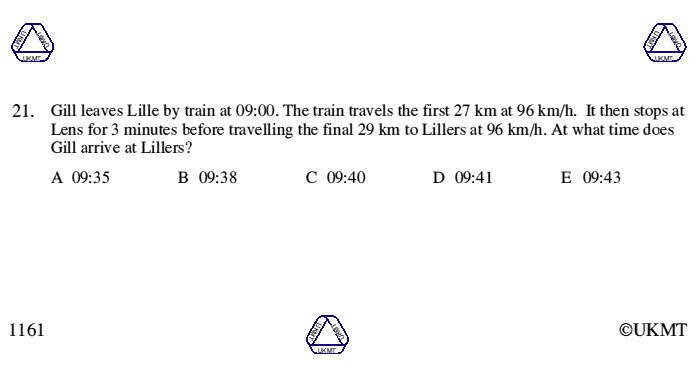 UKMT
UKMT
21. Gill leaves Lille by train at 09:00. The train travels the first 27 km at 96 km/h. It then stops at
Lens for 3 minutes before travelling the final 29 km to Lillers at 96 km/h. At what time does
Gill arrive at Lillers?
A 09:35 B 09:38 C 09:40 D 09:41 E 09:43
1161
UKMT
©UKMT